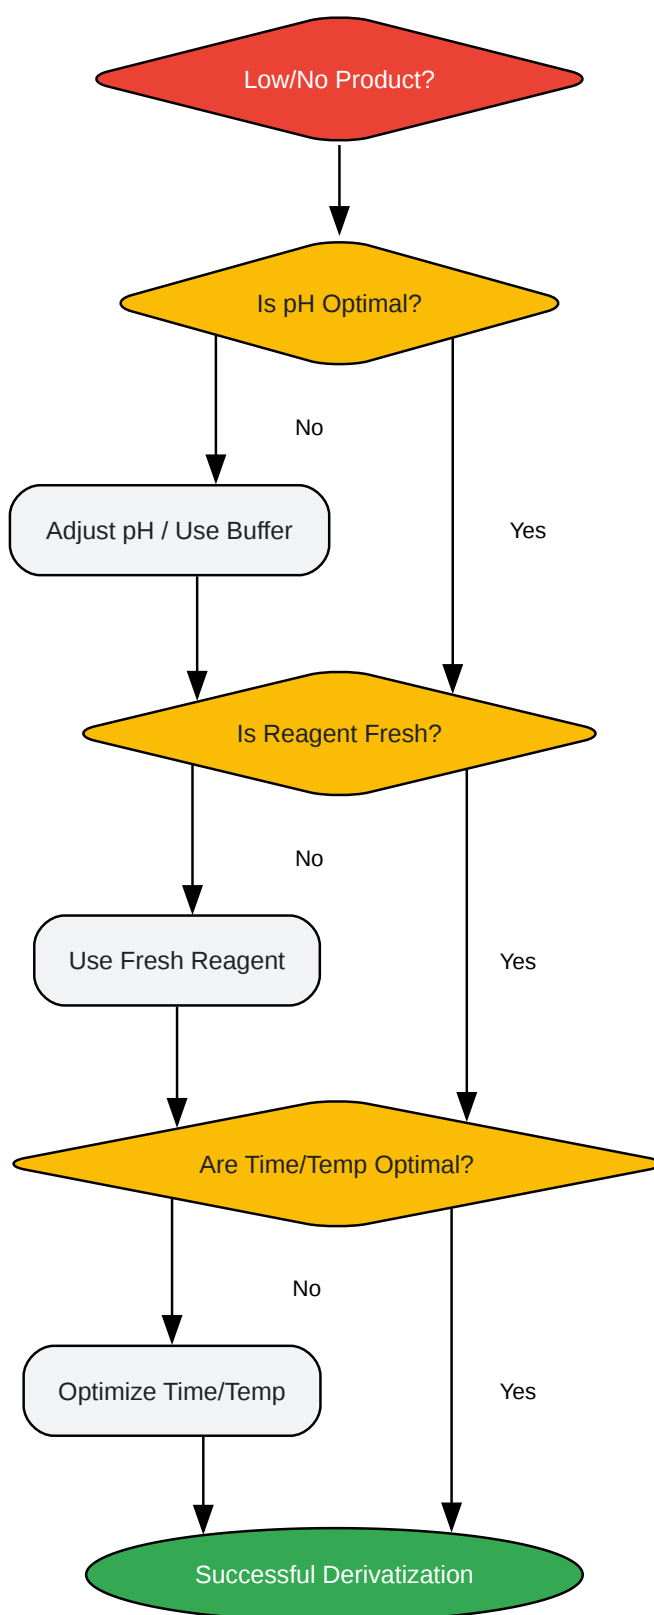 Low/No Product?
Is pH Optimal?
No
Adjust pH / Use Buffer
Yes
Is Reagent Fresh?
No
Use Fresh Reagent
Yes
Are Time/Temp Optimal?
No
Optimize Time/Temp
Yes
Successful Derivatization